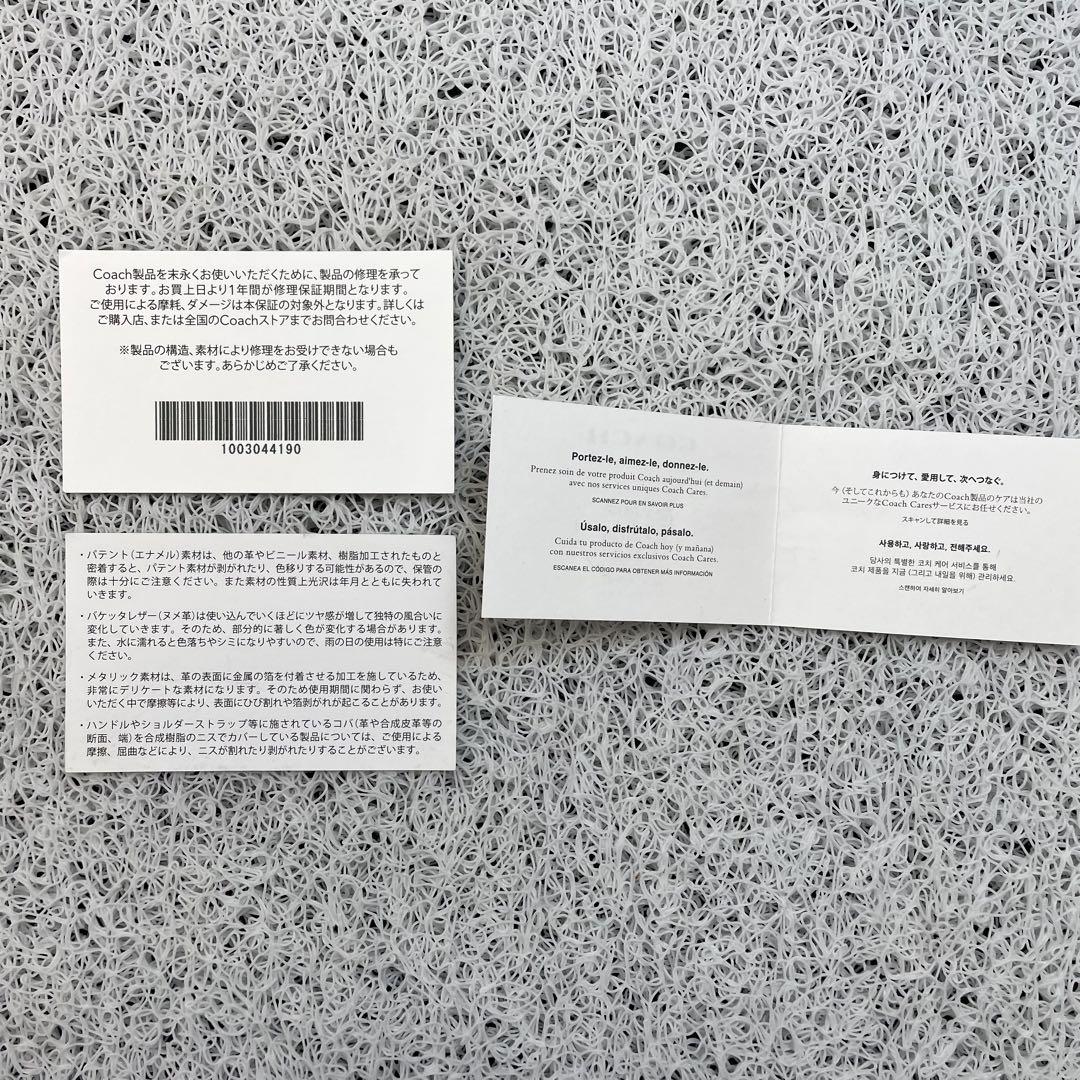 Coach製品を末永くお使いいただくために、製品の修理を承って
おります。お買上日より1年間が修理保証期間となります。
ご使用による摩耗、ダメージは本保証の対象外となります。詳しくは
ご購入店、または全国のCoachストアまでお問合わせください。
※製品の構造、素材により修理をお受けできない場合も
ございます。あらかじめご了承ください。
1003044190
・パテント（エナメル）素材は、他の革やビニール素材、樹脂加工されたものと
密着すると、パテント素材が剥がれたり、色移りする可能性があるので、保管の
際は十分にご注意ください。また素材の性質上光沢は年月とともに失われて
いきます。
・バケッタレザー（ヌメ革）は使い込んでいくほどにツヤ感が増して独特の風合いに
変化していきます。そのため、部分的に著しく色が変化する場合があります。
また、水に濡れると色落ちやシミになりやすいので、雨の日の使用は特にご注意
ください。
・メタリック素材は、革の表面に金属の箔を付着させる加工を施しているため、
非常にデリケートな素材になります。そのため使用期間に関わらず、お使い
いただく中で摩擦等により、表面にひび割れや箔剥がれが起こることがあります。
・ハンドルやショルダーストラップ等に施されているコバ（革や合成皮革等の
断面、端）を合成樹脂のニスでカバーしている製品については、ご使用による
摩擦、屈曲などにより、ニスが割れたり剥がれたりすることがございます。
Portez-le, aimez-le, donnez-le.
Prenez soin de votre produit Coach aujourd'hui (et demain)
avec nos services uniques Coach Cares.
SCANNEZ POUR EN SAVOIR PLUS
Úsalo, disfrútalo, pásalo.
Cuida tu producto de Coach hoy (y mañana)
con nuestros servicios exclusivos Coach Cares.
ESCANEA EL CÓDIGO PARA OBTENER MÁS INFORMACIÓN
身につけて、愛用して、次へつなぐ。
今（そしてこれからも）あなたのCoach製品のケアは当社の
ユニークなCoach Caresサービスにお任せください。
スキャンして詳細を見る
사용하고, 사랑하고, 전해주세요.
당사의 특별한 코치 케어 서비스를 통해
코치 제품을 지금 (그리고 내일을 위해) 관리하세요.
스캔하여 자세히 알아보기